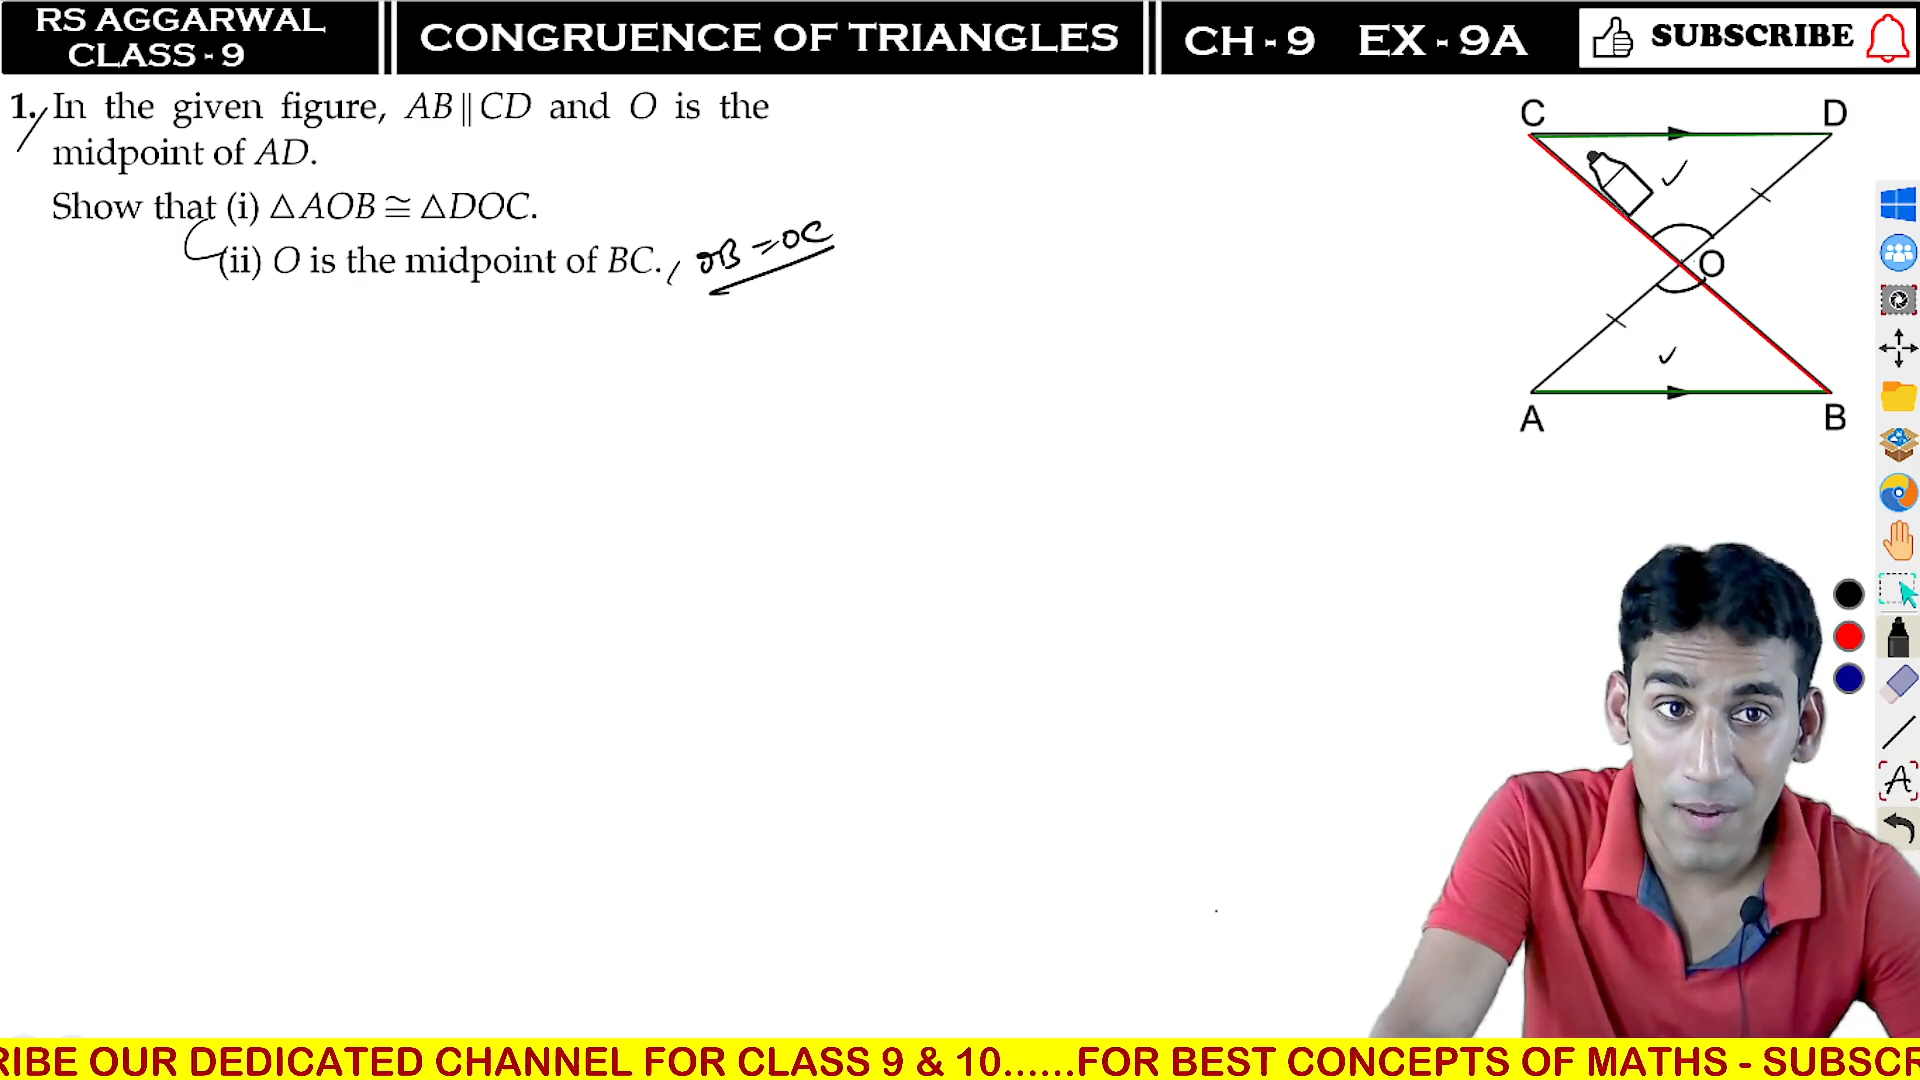 RS AGGARWAL
CLASS - 9
CONGRUENCE OF TRIANGLES
CH - 9 EX - 9A
SUBSCRIBE
1. In the given figure, AB || CD and O is the
midpoint of AD.
Show that (i) △AOB ≅ △DOC.
(ii) O is the midpoint of BC.
OB = OC
C
D
O
A
B
A
RIBE OUR DEDICATED CHANNEL FOR CLASS 9 & 10......FOR BEST CONCEPTS OF MATHS - SUBSCR